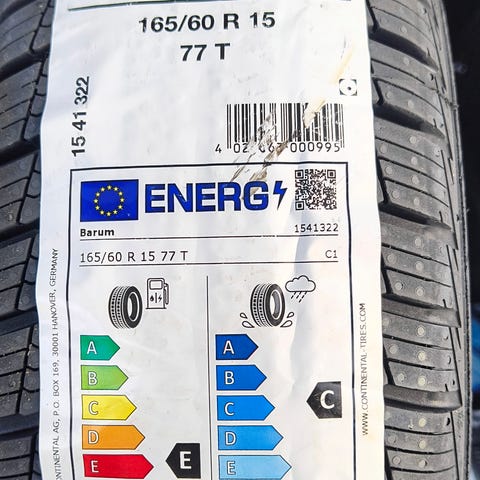 165/60 R 15
77 T
15 41 322
000995
ENERG
Barum
1541322
165/60 R 15 77 T
C1
A
B
C
D
E
E
A
B
C
D
E
C
CONTINENTAL AG, P.O. BOX 169, 30001 HANOVER, GERMANY
WWW.CONTINENTAL-TIRES.COM